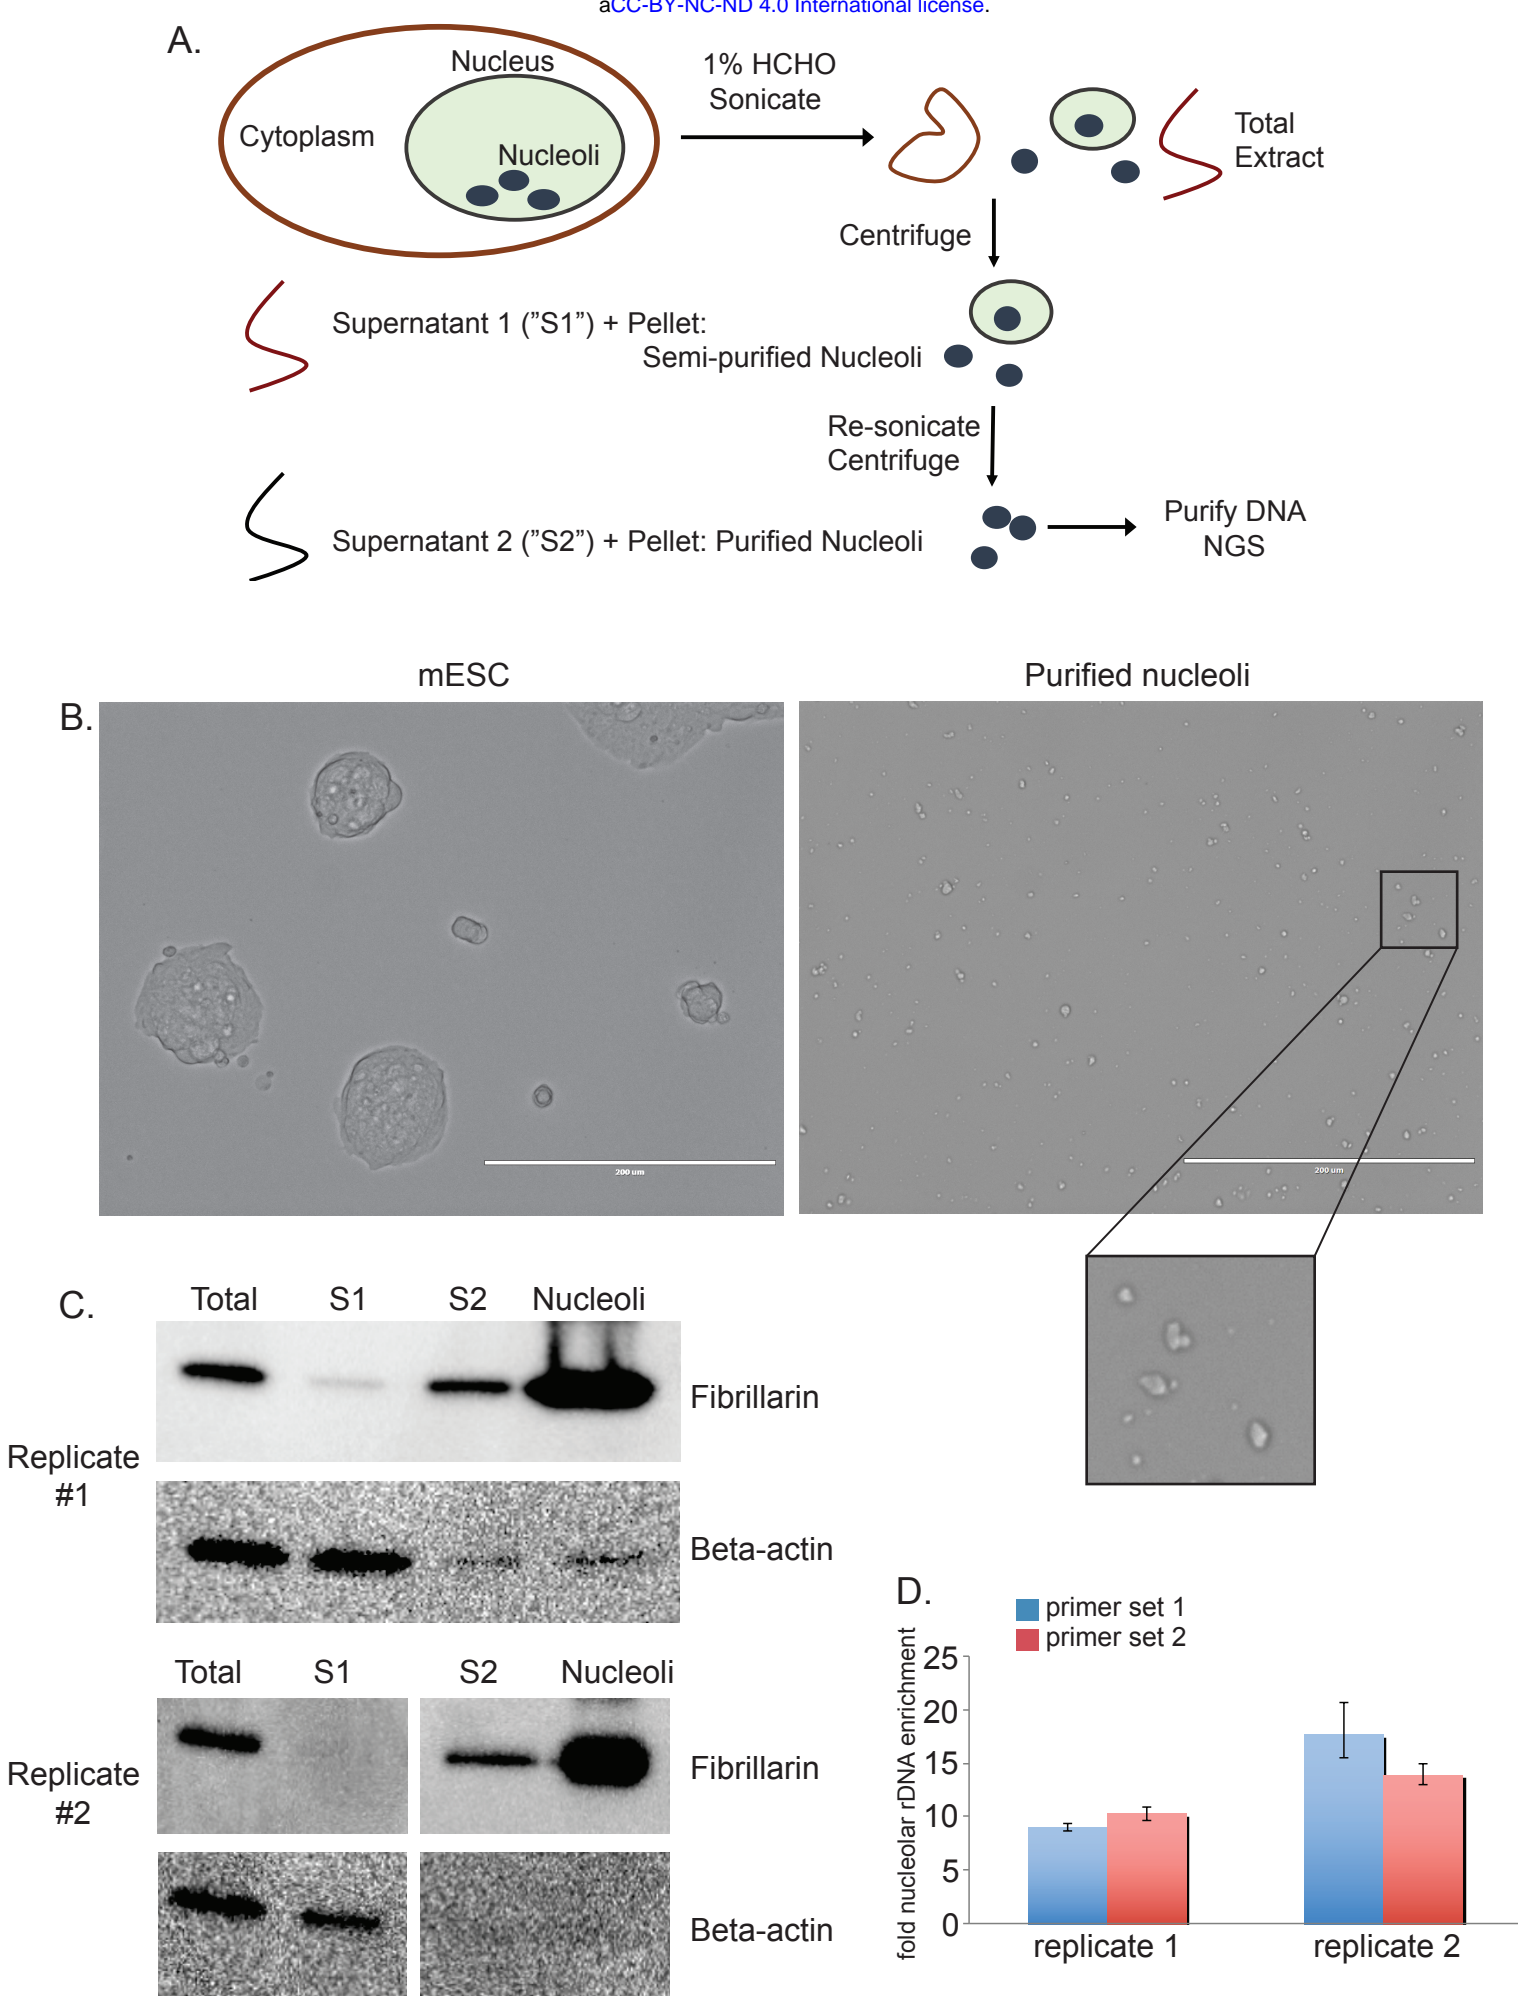 aCC-BY-NC-ND 4.0 International license.
A.
Nucleus
Cytoplasm
Nucleoli
1% HCHO
Sonicate
Total
Extract
Centrifuge
Supernatant 1 (”S1”) + Pellet:
Semi-purified Nucleoli
Re-sonicate
Centrifuge
Supernatant 2 (”S2”) + Pellet: Purified Nucleoli
Purify DNA
NGS
B.
mESC
Purified nucleoli
200 um
200 um
C.
Total S1 S2 Nucleoli
Replicate
#1
Fibrillarin
Beta-actin
Total S1 S2 Nucleoli
Replicate
#2
Fibrillarin
Beta-actin
D.
primer set 1
primer set 2
fold nucleolar rDNA enrichment
25
20
15
10
5
0
replicate 1
replicate 2